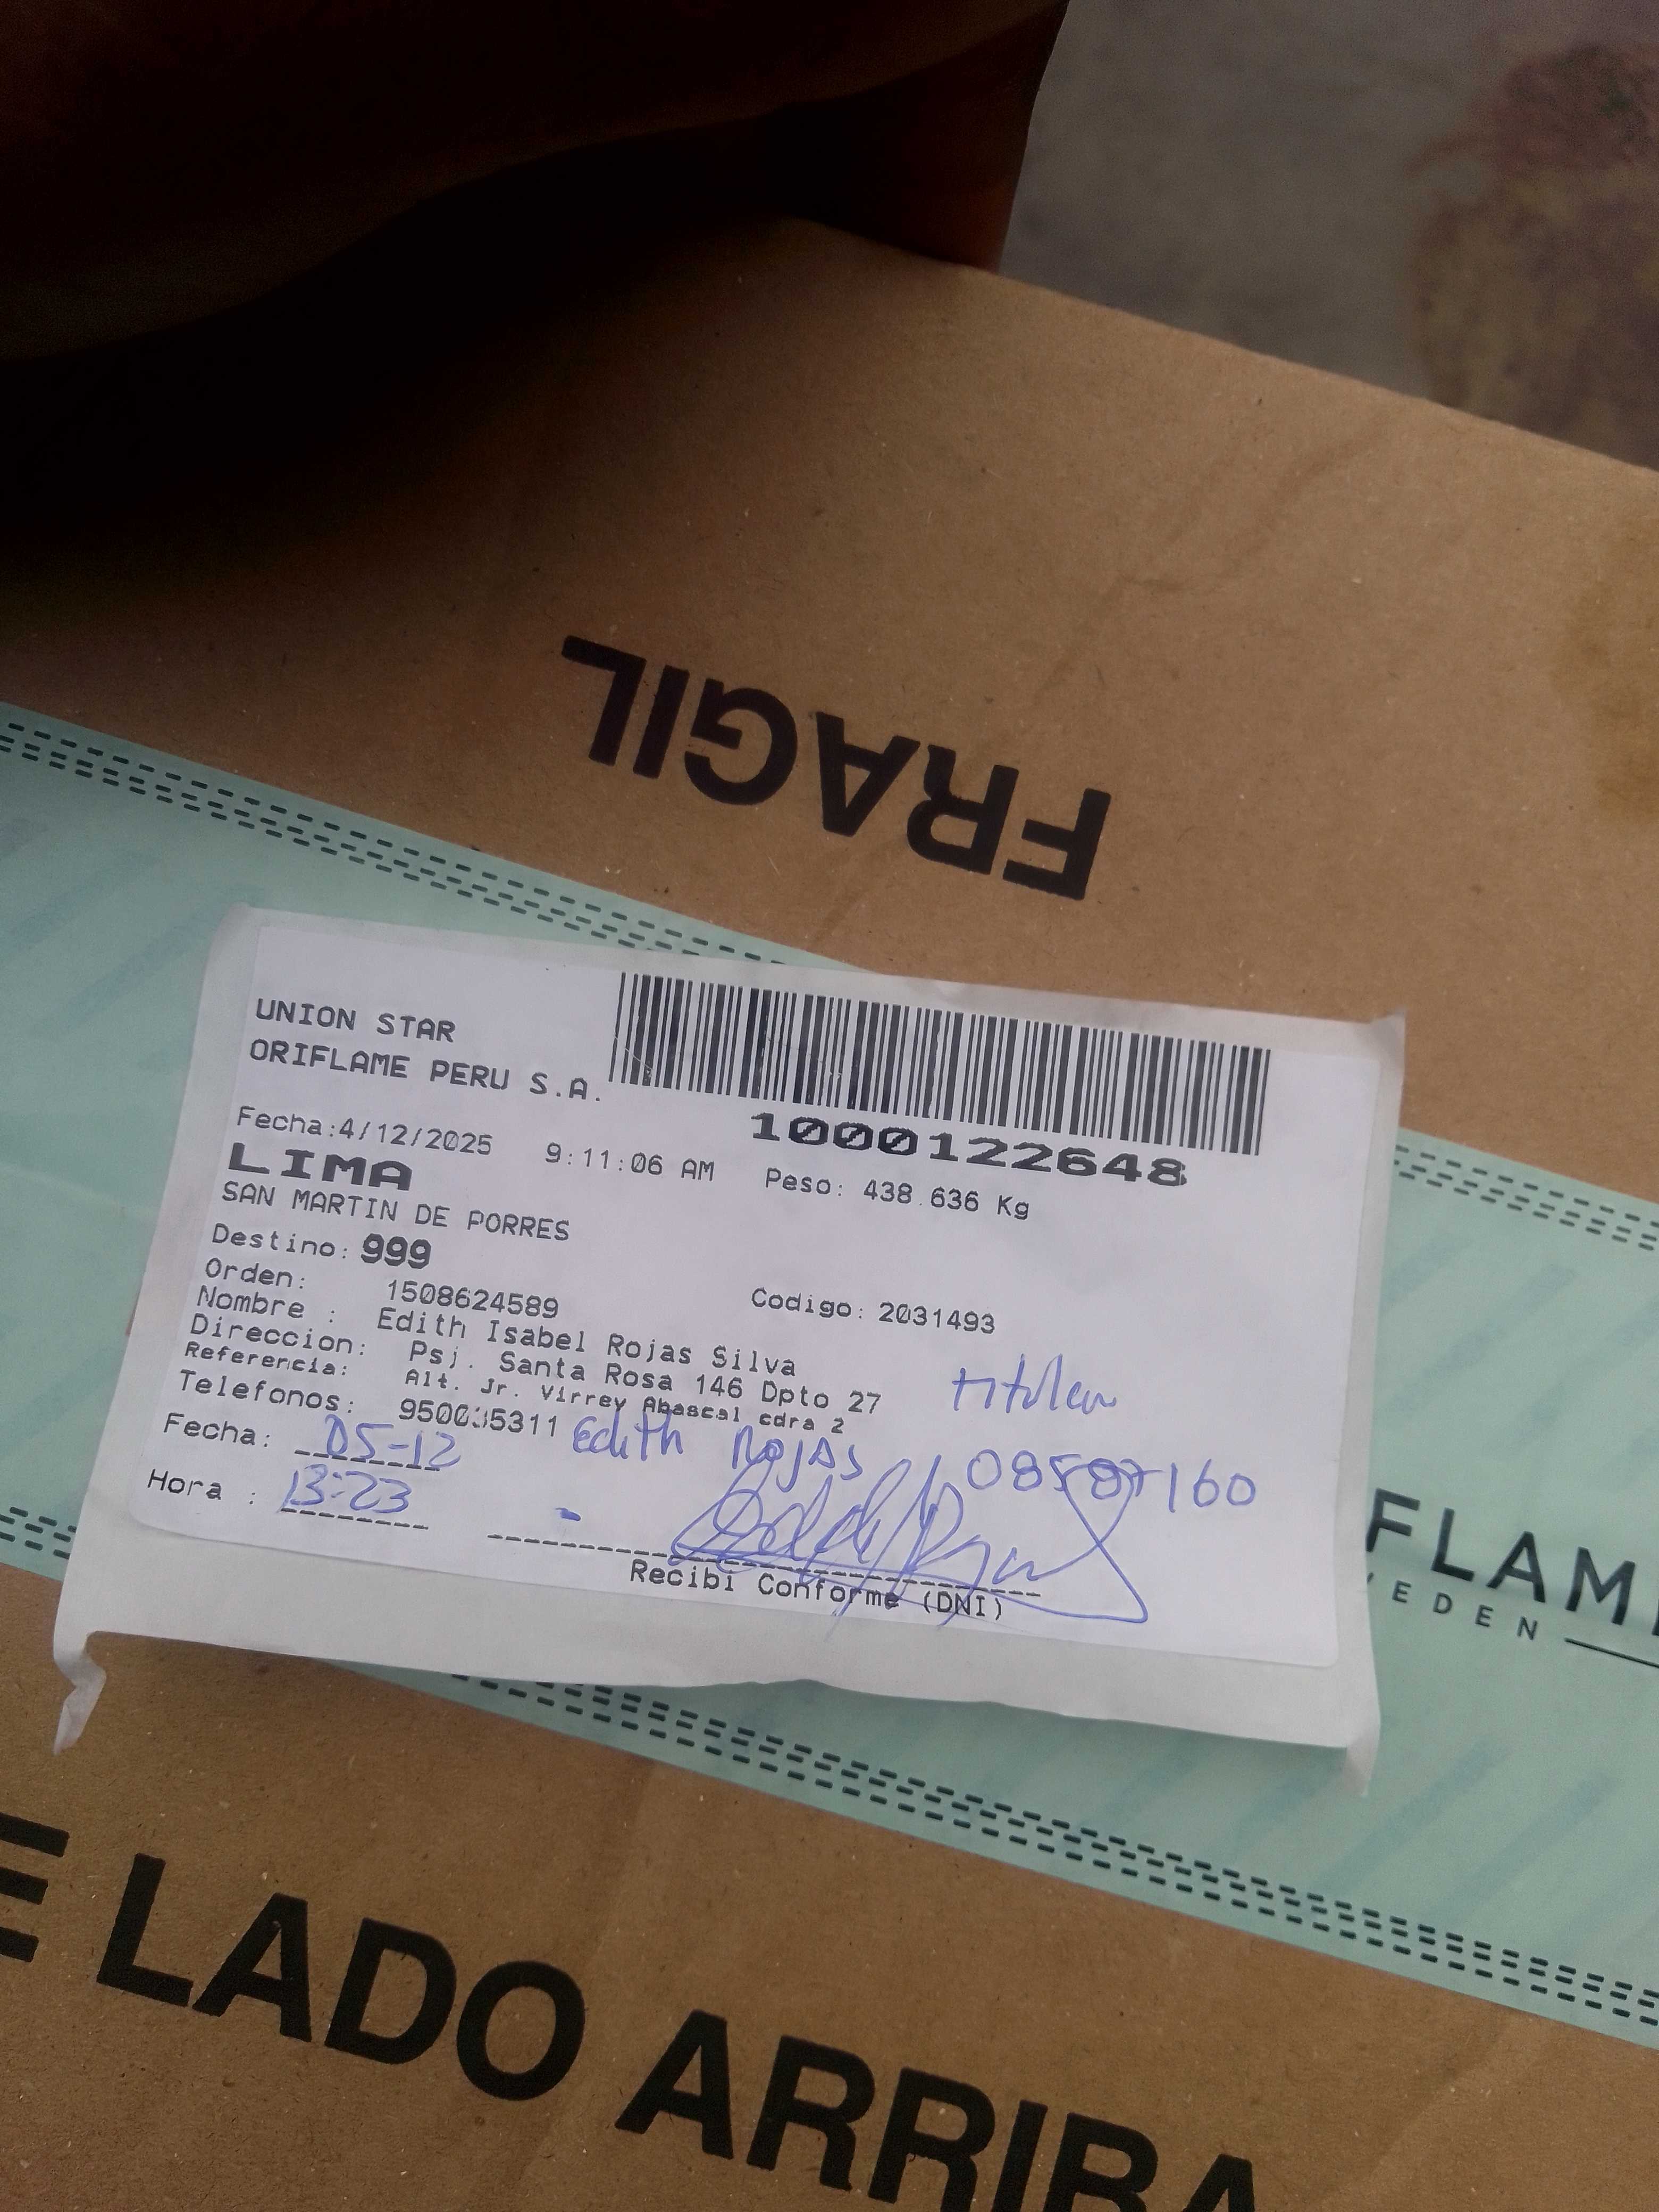 FRAGIL
UNION STAR
ORIFLAME PERU S.A.
1000122648
Fecha:4/12/2025 9:11:06 AM Peso: 438.636 Kg
LIMA
SAN MARTIN DE PORRES
Destino: 999
Orden: 1508624589 Codigo: 2031493
Nombre : Edith Isabel Rojas Silva
Direccion: Psj. Santa Rosa 146 Dpto 27
Referencia: Alt. Jr. Virrey Abascal cdra 2
titular
Telefonos: 950035311
Edith Rojas 08587160
Fecha: 05-12
Hora : 13:23
Recibi Conforme (DNI)
FLAM
EDEN
E LADO ARRIBA